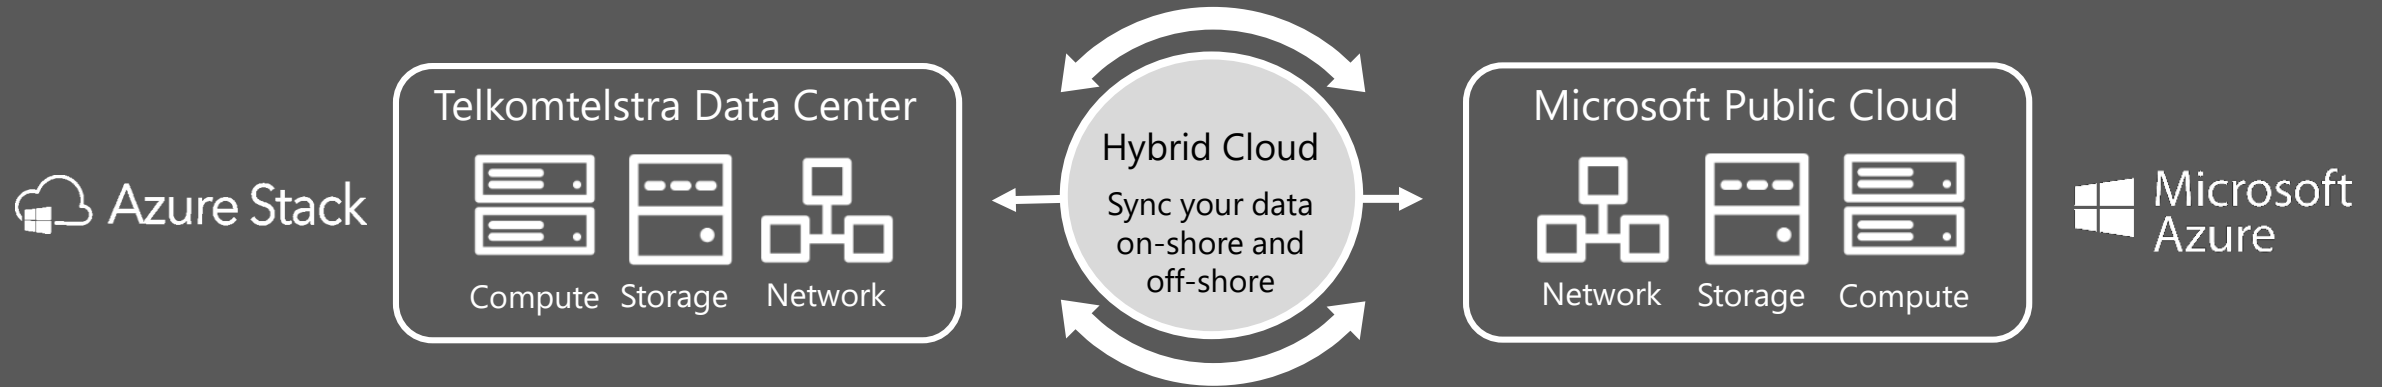 Azure Stack
Telkomtelstra Data Center
Compute Storage Network
Hybrid Cloud
Sync your data
on-shore and
off-shore
Microsoft Public Cloud
Network Storage Compute
Microsoft
Azure